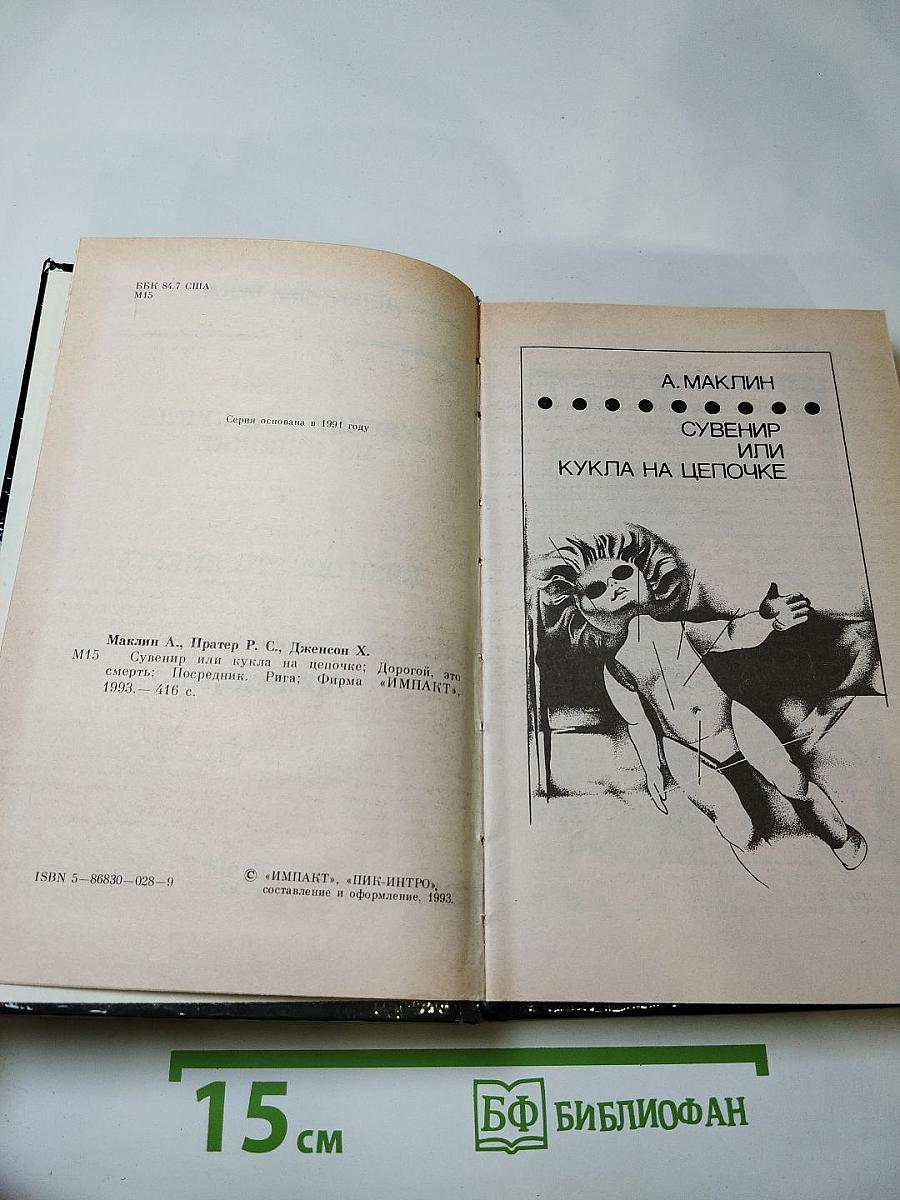 ББК 84.7 США
М15
Серия основана в 1991 году
Маклин А., Пратер Р. С., Дженсон Х.
М15 Сувенир или кукла на цепочке; Дорогой, это
смерть; Посредник. Рига; Фирма «ИМПАКТ»,
1993.— 416 с.
ISBN 5—86830—028—9
© «ИМПАКТ», «ПИК-ИНТРО»,
составление и оформление, 1993.
А. МАКЛИН
СУВЕНИР
ИЛИ
КУКЛА НА ЦЕПОЧКЕ
15 см
БФ БИБЛИОФАН